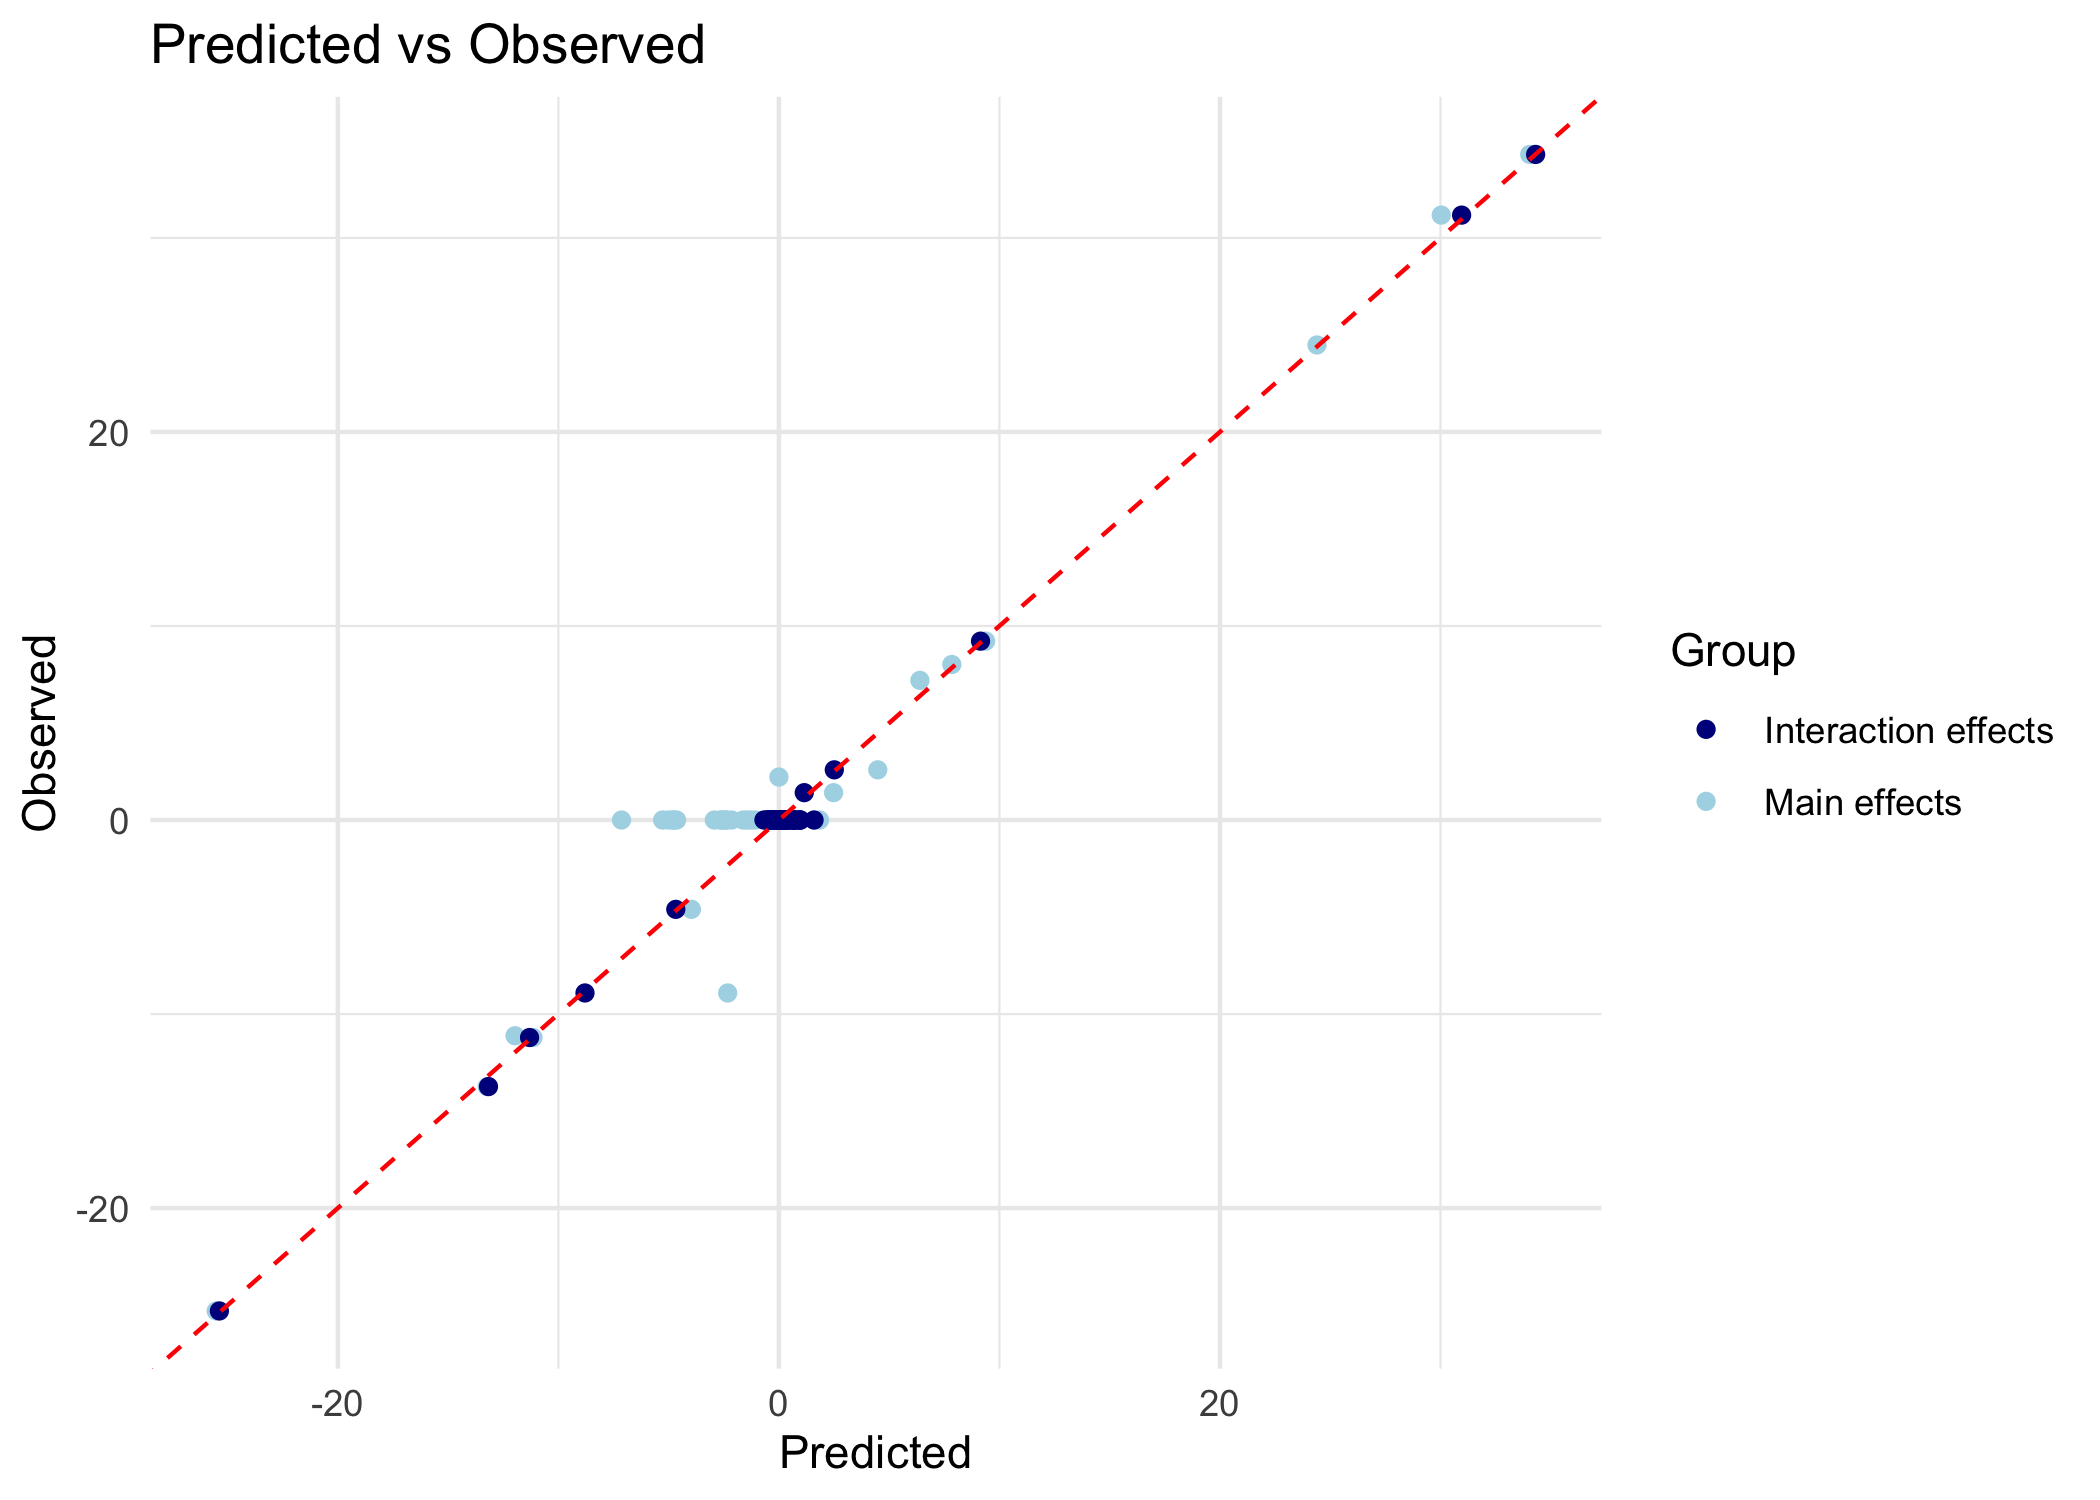 Predicted vs Observed
20
0
-20
-20
0
20
Observed
Predicted
Group
Interaction effects
Main effects